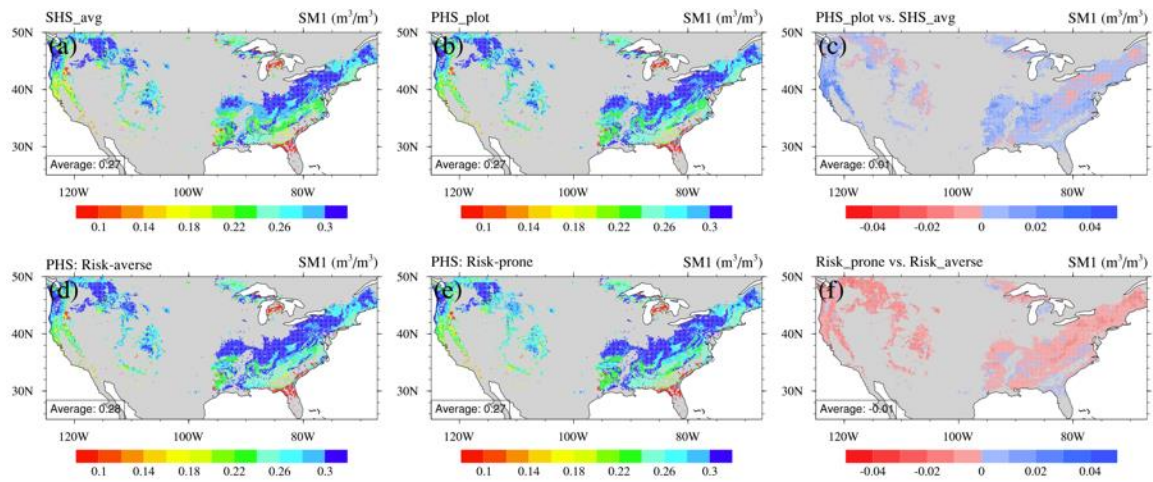 SHS_avg SM1 (m³/m³)
PHS_plot SM1 (m³/m³)
PHS_plot vs. SHS_avg SM1 (m³/m³)
50N (a) 50N (b) 50N (c)
40N 40N 40N
30N 30N 30N
Average: 0.27 Average: 0.27 Average: 0.01
120W 100W 80W 120W 100W 80W 120W 100W 80W
0.1 0.14 0.18 0.22 0.26 0.3 0.1 0.14 0.18 0.22 0.26 0.3 -0.04 -0.02 0 0.02 0.04
PHS: Risk-averse SM1 (m³/m³)
PHS: Risk-prone SM1 (m³/m³)
Risk_prone vs. Risk_averse SM1 (m³/m³)
50N (d) 50N (e) 50N (f)
40N 40N 40N
30N 30N 30N
Average: 0.28 Average: 0.27 Average: -0.01
120W 100W 80W 120W 100W 80W 120W 100W 80W
0.1 0.14 0.18 0.22 0.26 0.3 0.1 0.14 0.18 0.22 0.26 0.3 -0.04 -0.02 0 0.02 0.04